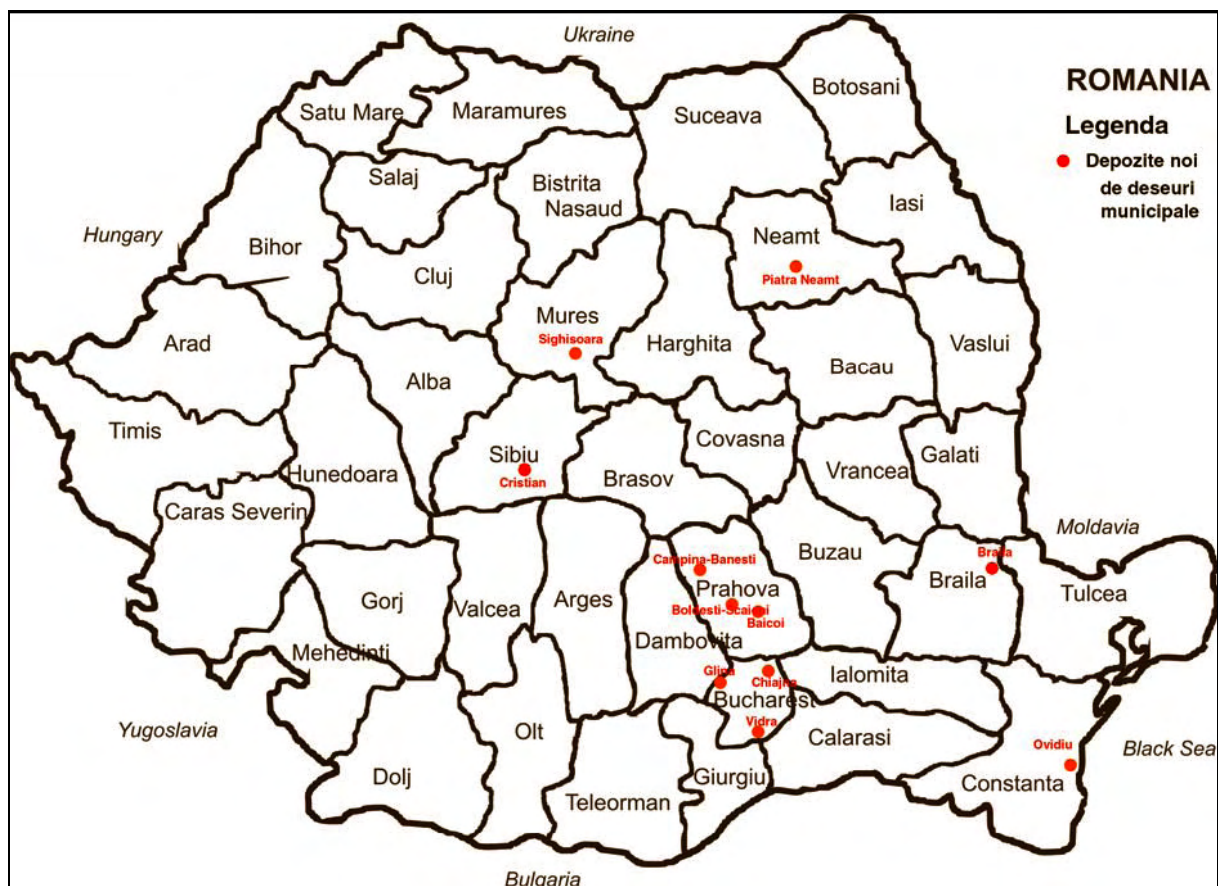 Ukraine
ROMANIA
Legenda
Depozite noi
de deseuri
municipale
Botosani
Satu Mare
Maramures
Suceava
Salaj
Bistrita
Nasaud
Iasi
Hungary
Bihor
Cluj
Neamt
Piatra Neamt
Mures
Sighisoara
Harghita
Arad
Alba
Bacau
Vaslui
Timis
Hunedoara
Sibiu
Cristian
Brasov
Covasna
Vrancea
Galati
Caras Severin
Moldavia
Campina-Banesti
Buzau
Braila
Braila
Tulcea
Gorj
Valcea
Arges
Prahova
Boldesti-Scaieni
Baicoi
Dambovita
Mehedinti
Glina
Chiajna
Ialomita
Bucharest
Vidra
Yugoslavia
Olt
Calarasi
Ovidiu
Black Sea
Dolj
Teleorman
Giurgiu
Constanta
Bulgaria